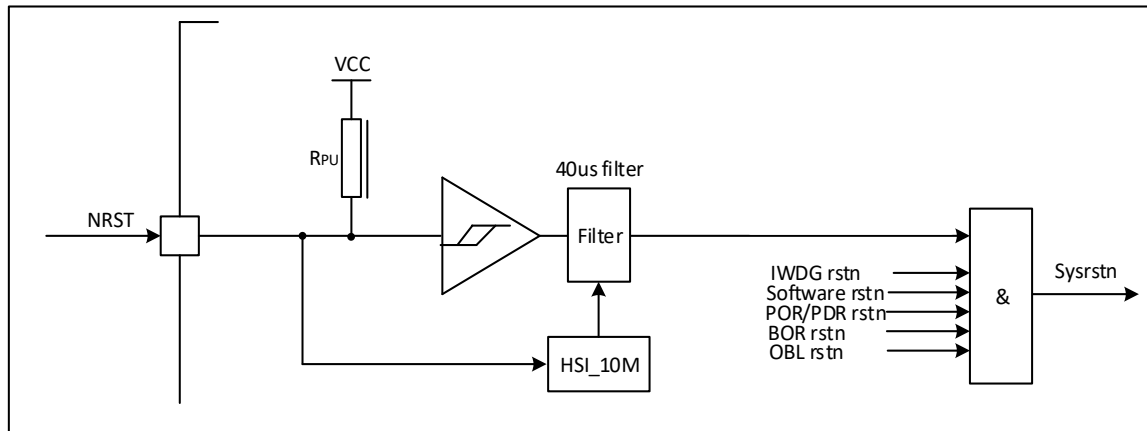 VCC
RPU
40us filter
NRST
Filter
IWDG rstn
Software rstn
POR/PDR rstn
BOR rstn
OBL rstn
&
Sysrstn
HSI_10M